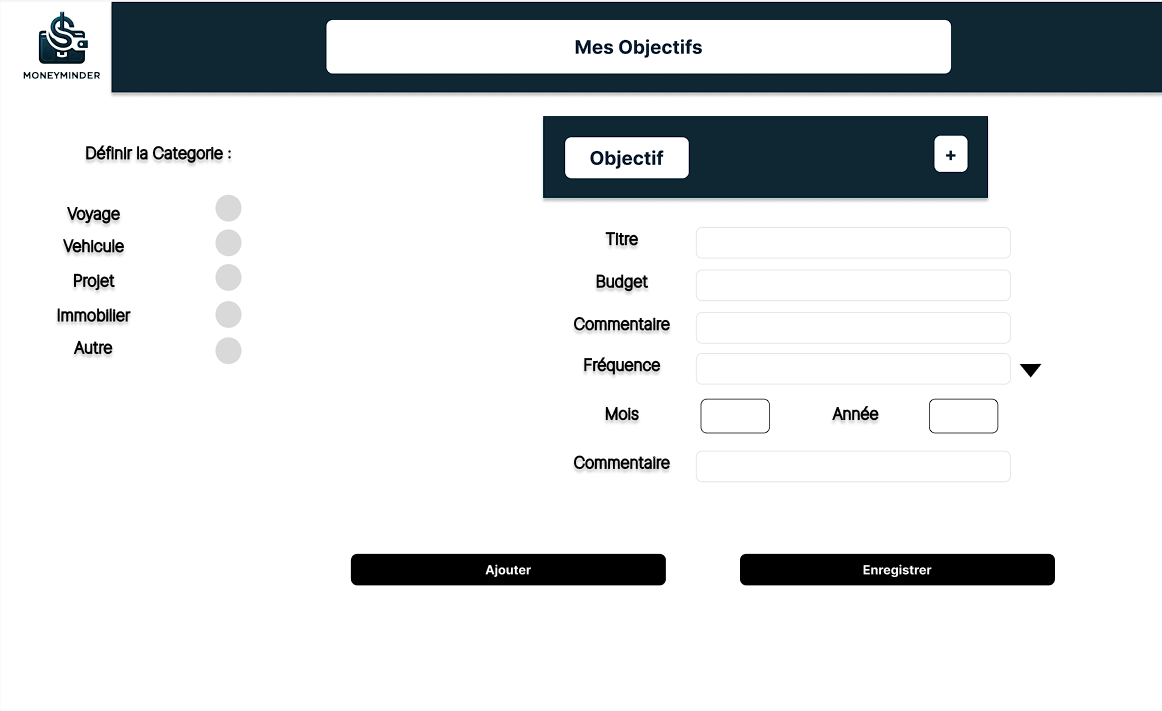 MONEYMINDER
Mes Objectifs
Définir la Categorie :
Voyage
Vehicule
Projet
Immobilier
Autre
Objectif +
Titre
Budget
Commentaire
Fréquence
Mois Année
Commentaire
Ajouter Enregistrer